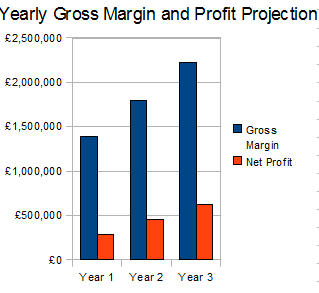 Yearly Gross Margin and Profit Projection
£2,500,000
£2,000,000
£1,500,000
£1,000,000
£500,000
£0
Year 1 Year 2 Year 3
Gross
Margin
Net Profit